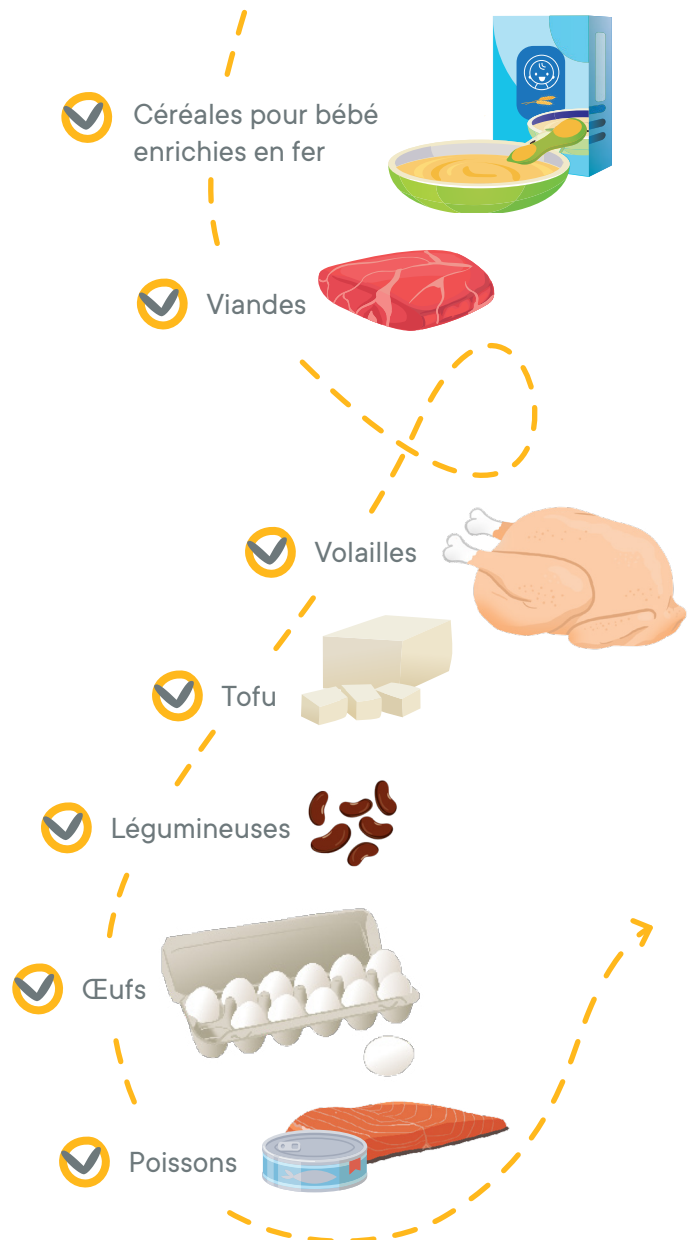 Céréales pour bébé
enrichies en fer
Viandes
Volailles
Tofu
Légumineuses
Œufs
Poissons